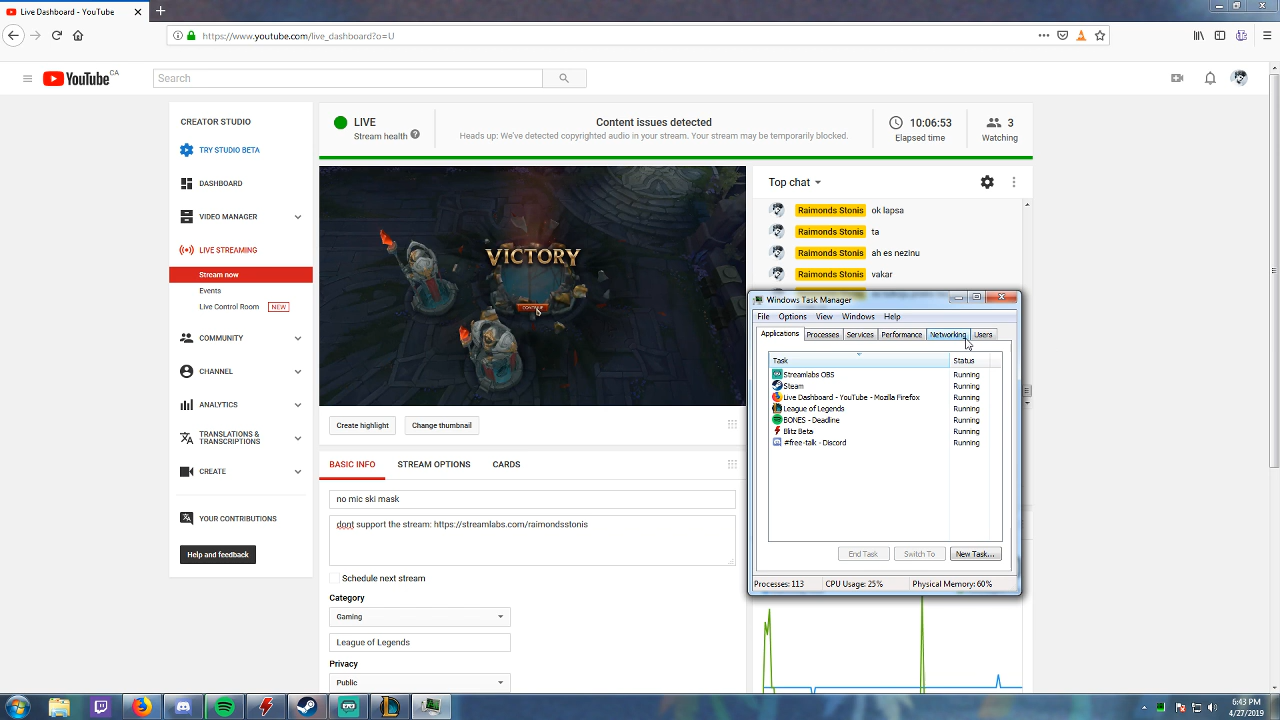 Live Dashboard - YouTube
https://www.youtube.com/live_dashboard?o=U
YouTube CA
Search
CREATOR STUDIO
TRY STUDIO BETA
DASHBOARD
VIDEO MANAGER
LIVE STREAMING
Stream now
Events
Live Control Room NEW
COMMUNITY
CHANNEL
ANALYTICS
TRANSLATIONS &
TRANSCRIPTIONS
CREATE
YOUR CONTRIBUTIONS
Help and feedback
LIVE
Stream health ?
Content issues detected
Heads up: We've detected copyrighted audio in your stream. Your stream may be temporarily blocked.
10:06:53
Elapsed time
3
Watching
VICTORY
CONTINUE
Create highlight
Change thumbnail
BASIC INFO STREAM OPTIONS CARDS
no mic ski mask
dont support the stream: https://streamlabs.com/raimondsstonis
Schedule next stream
Category
Gaming
League of Legends
Privacy
Public
Top chat
Raimonds Stonis ok lapsa
Raimonds Stonis ta
Raimonds Stonis ah es nezinu
Raimonds Stonis vakar
Windows Task Manager
File Options View Windows Help
Applications Processes Services Performance Networking Users
Task Status
Streamlabs OBS Running
Steam Running
Live Dashboard - YouTube - Mozilla Firefox Running
League of Legends Running
BONES - Deadline Running
Blitz Beta Running
#free-talk - Discord Running
End Task Switch To New Task...
Processes: 113 CPU Usage: 25% Physical Memory: 60%
6:43 PM
4/27/2019